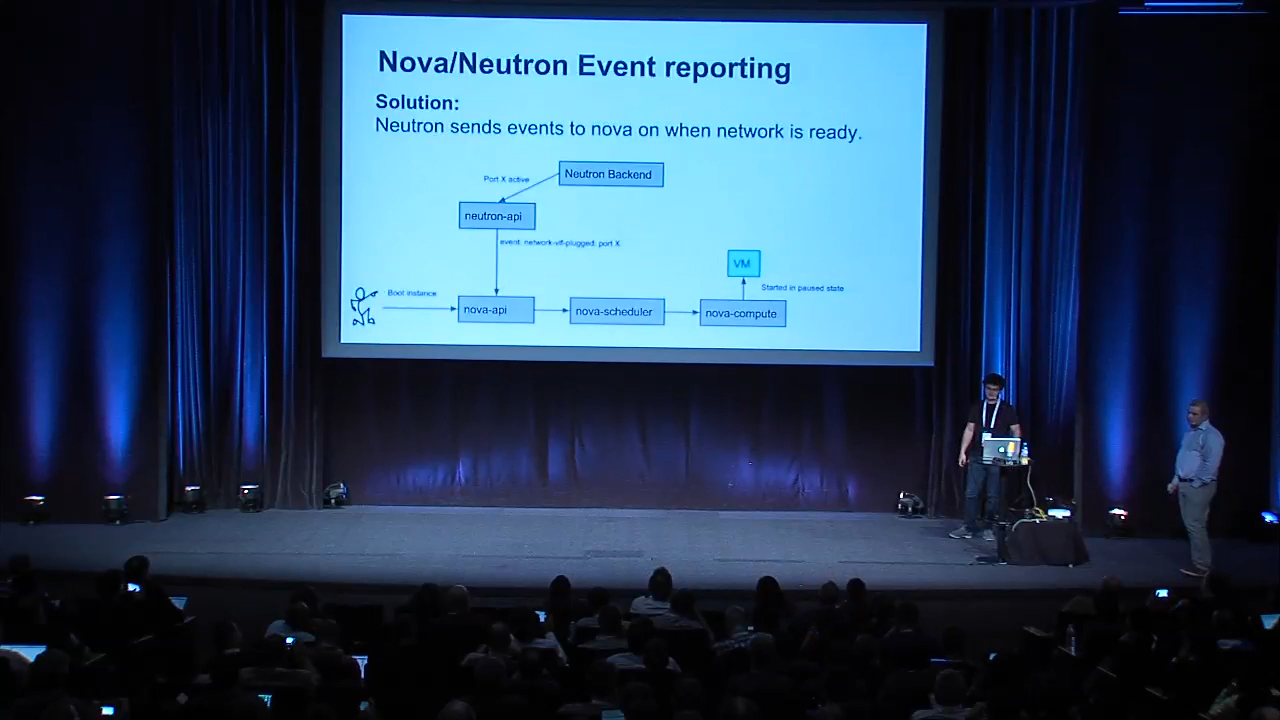 Nova/Neutron Event reporting
Solution:
Neutron sends events to nova on when network is ready.
Neutron Backend
Port X active
neutron-api
event: network-vif-plugged: port X
VM
Started in paused state
Boot instance
nova-api
nova-scheduler
nova-compute